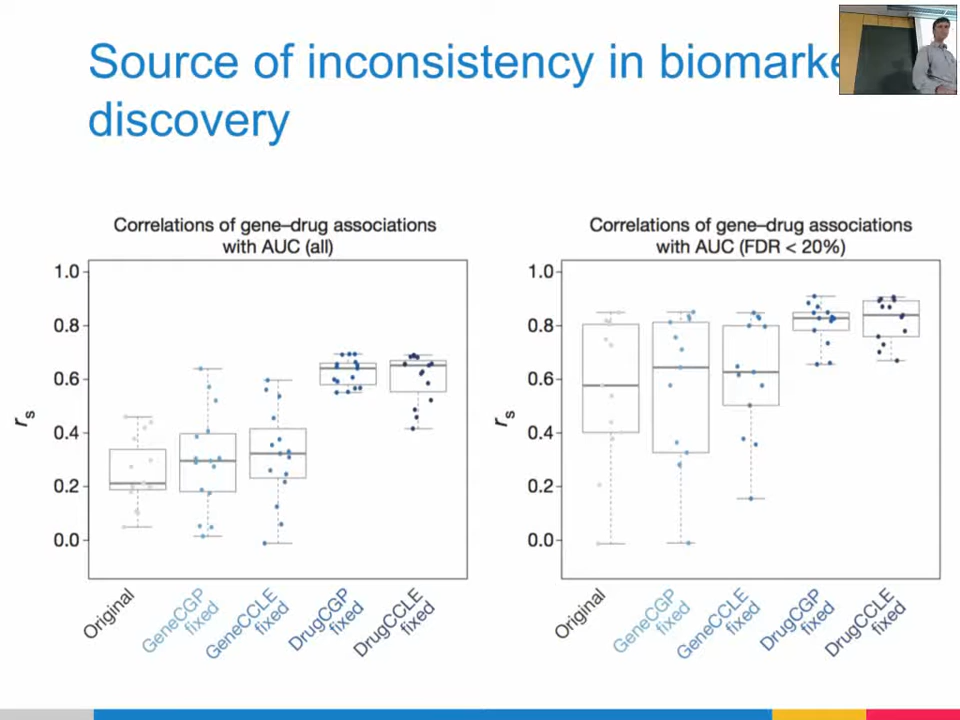 Source of inconsistency in biomarke
discovery
Correlations of gene–drug associations
with AUC (all)
1.0
0.8
0.6
0.4
0.2
0.0
rs
Original
GeneCGP
fixed
GeneCCLE
fixed
DrugCGP
fixed
DrugCCLE
fixed
Correlations of gene–drug associations
with AUC (FDR < 20%)
1.0
0.8
0.6
0.4
0.2
0.0
rs
Original
GeneCGP
fixed
GeneCCLE
fixed
DrugCGP
fixed
DrugCCLE
fixed